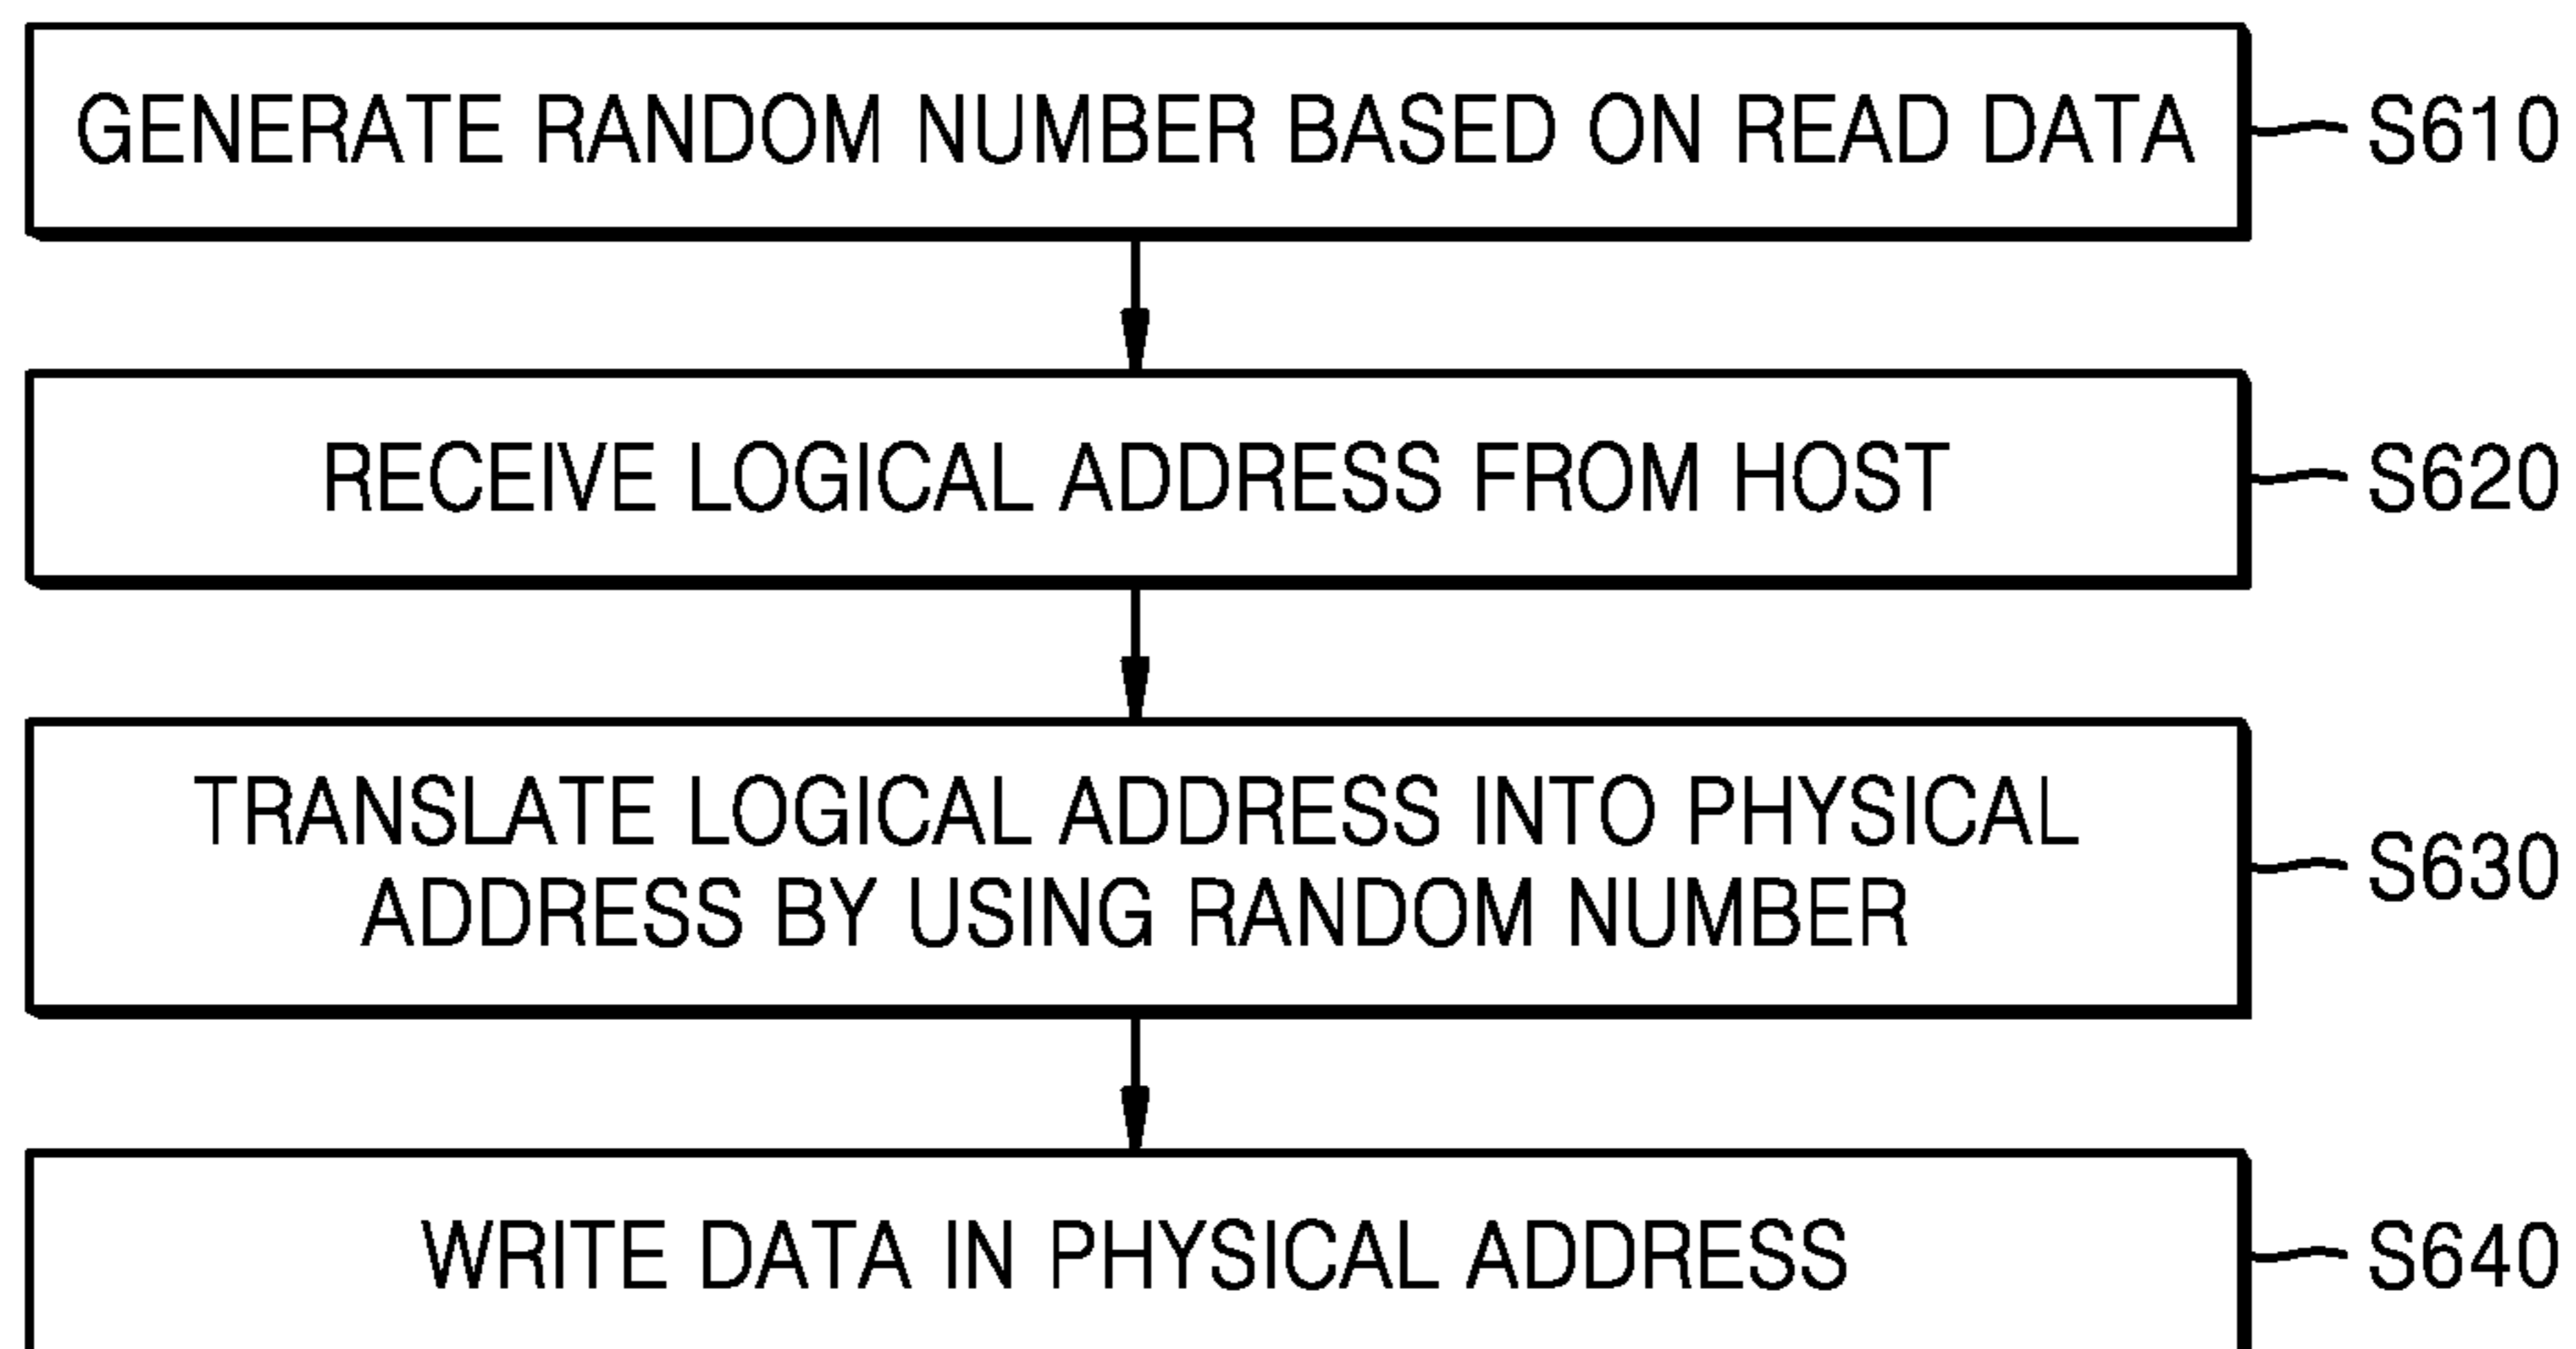 GENERATE RANDOM NUMBER BASED ON READ DATA S610
RECEIVE LOGICAL ADDRESS FROM HOST S620
TRANSLATE LOGICAL ADDRESS INTO PHYSICAL
ADDRESS BY USING RANDOM NUMBER
S630
WRITE DATA IN PHYSICAL ADDRESS S640